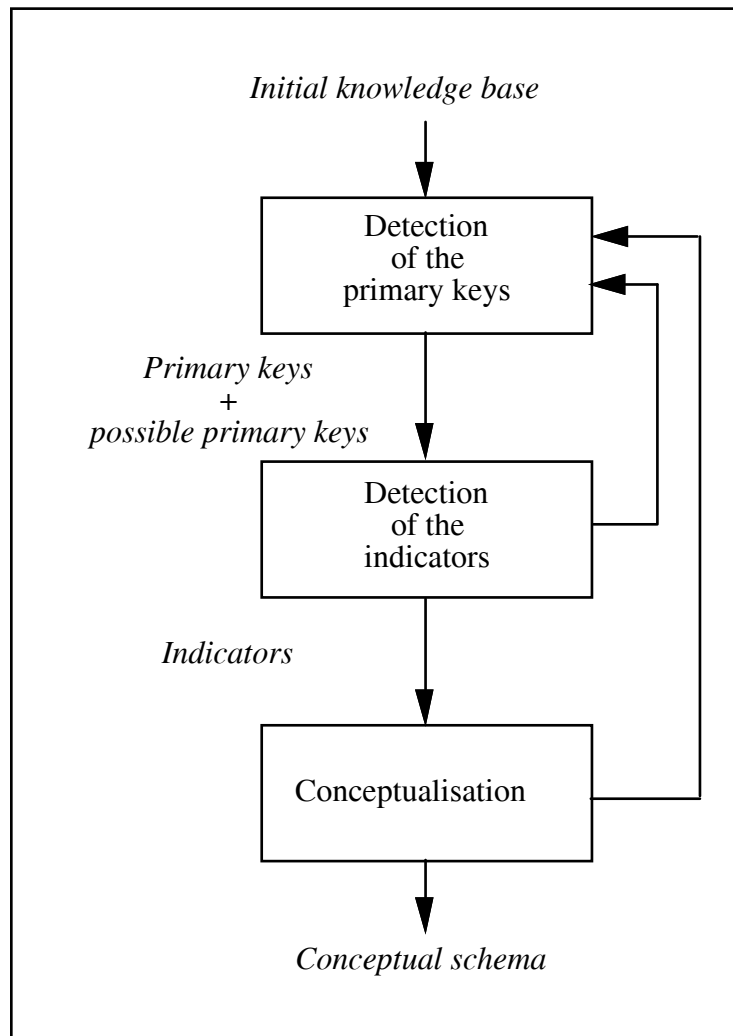 Initial knowledge base
Detection
of the
primary keys
Primary keys
+
possible primary keys
Detection
of the
indicators
Indicators
Conceptualisation
Conceptual schema